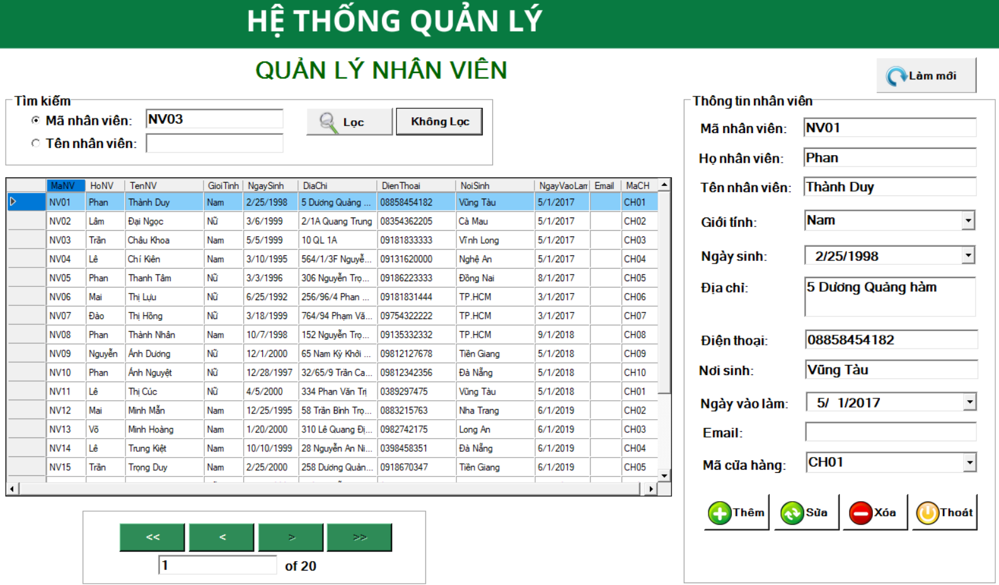 HỆ THỐNG QUẢN LÝ
QUẢN LÝ NHÂN VIÊN
Làm mới
Tìm kiếm
Mã nhân viên: NV03
Lọc
Không Lọc
Tên nhân viên:
MaNV HoNV TenNV GioiTinh NgaySinh DiaChi DienThoai NoiSinh NgayVaoLam Email MaCH
NV01 Phan Thành Duy Nam 2/25/1998 5 Dương Quảng ... 08858454182 Vũng Tàu 5/1/2017 CH01
NV02 Lâm Đại Ngọc Nữ 3/6/1999 2/1A Quang Trung 08354362205 Cà Mau 5/1/2017 CH02
NV03 Trần Châu Khoa Nam 5/5/1999 10 QL 1A 09181833333 Vĩnh Long 5/1/2017 CH03
NV04 Lê Chí Kiên Nam 3/10/1995 564/1/3F Nguyễ... 09131620000 Nghệ An 5/1/2017 CH04
NV05 Phan Thanh Tâm Nữ 3/3/1996 306 Nguyễn Trọ... 09186223333 Đồng Nai 8/1/2017 CH05
NV06 Mai Thị Lựu Nữ 6/25/1992 256/96/4 Phan ... 09181831444 TP.HCM 3/1/2017 CH06
NV07 Đào Thị Hồng Nữ 3/18/1999 764/94 Phạm Vă... 09754322222 TP.HCM 3/1/2017 CH07
NV08 Phan Thành Nhân Nam 10/7/1998 152 Nguyễn Trọ... 09135332332 TP.HCM 9/1/2018 CH08
NV09 Nguyễn Ánh Dương Nữ 12/1/2000 65 Nam Kỳ Khởi ... 09812127678 Tiền Giang 5/1/2018 CH09
NV10 Phan Ánh Nguyệt Nữ 12/28/1997 32/65/9 Trần Ca... 09812342356 Đà Nẵng 5/1/2018 CH10
NV11 Lê Thị Cúc Nữ 4/5/2000 334 Phan Văn Trị 0389297475 Vũng Tàu 5/1/2018 CH01
NV12 Mai Minh Mẫn Nam 12/25/1995 58 Trần Bình Trọ... 0883215763 Nha Trang 6/1/2019 CH02
NV13 Võ Minh Hoàng Nam 1/20/2000 310 Lê Quang Đị... 0982742175 Long An 6/1/2019 CH03
NV14 Lê Trung Kiệt Nam 10/10/1999 28 Nguyễn An Ni... 0398458351 Đà Nẵng 6/1/2019 CH04
NV15 Trần Trọng Duy Nam 2/25/2000 258 Dương Quản... 0918670347 Tiền Giang 6/1/2019 CH05
<< < > >>
1 of 20
Thông tin nhân viên
Mã nhân viên: NV01
Họ nhân viên: Phan
Tên nhân viên: Thành Duy
Giới tính: Nam
Ngày sinh: 2/25/1998
Địa chỉ: 5 Dương Quảng hàm
Điện thoại: 08858454182
Nơi sinh: Vũng Tàu
Ngày vào làm: 5/ 1/2017
Email:
Mã cửa hàng: CH01
Thêm Sửa Xóa Thoát